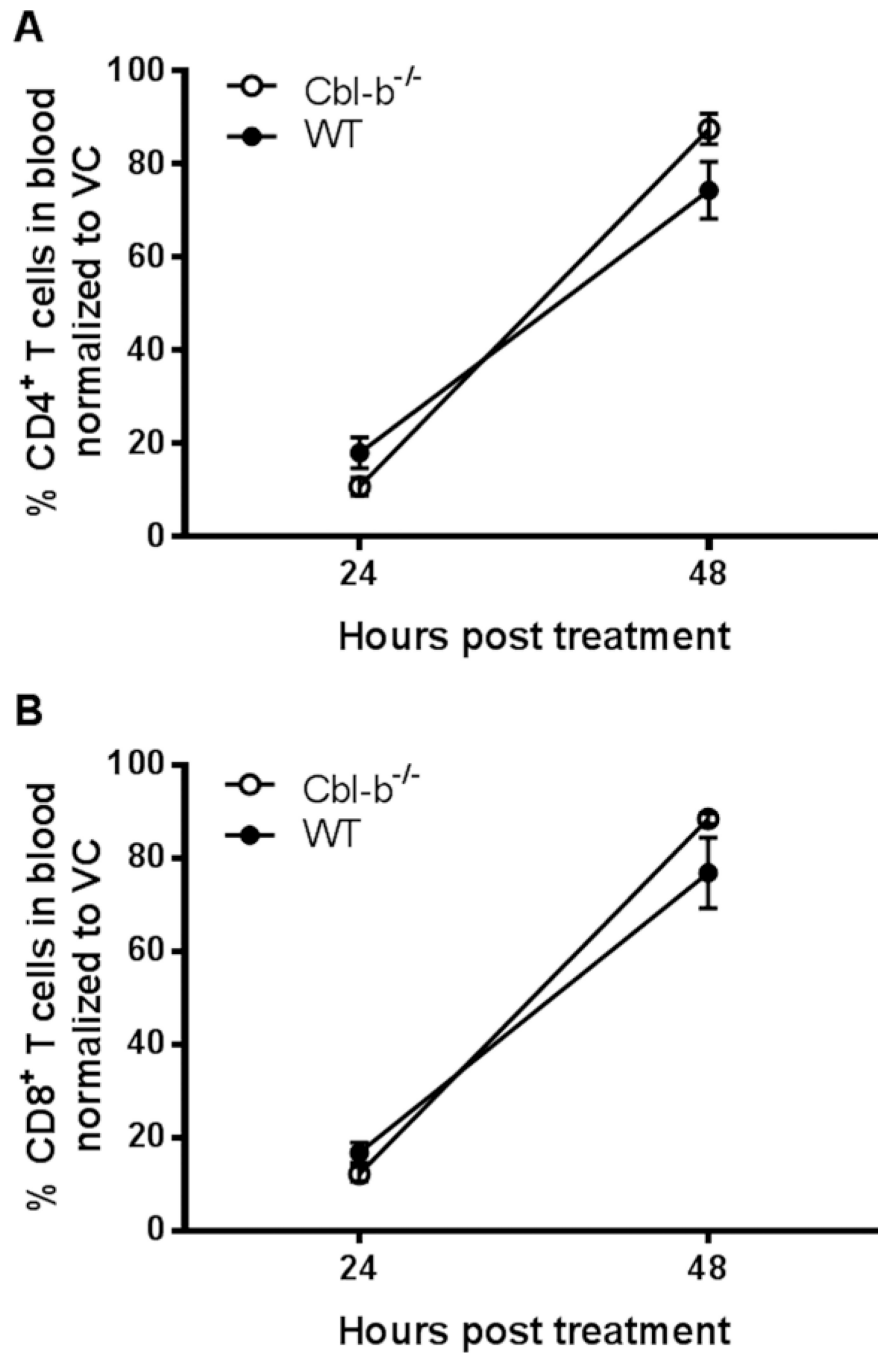 A
% CD4⁺ T cells in blood
normalized to VC
100
80
60
40
20
0
Cbl-b⁻/⁻
WT
24
48
Hours post treatment
B
% CD8⁺ T cells in blood
normalized to VC
100
80
60
40
20
0
Cbl-b⁻/⁻
WT
24
48
Hours post treatment